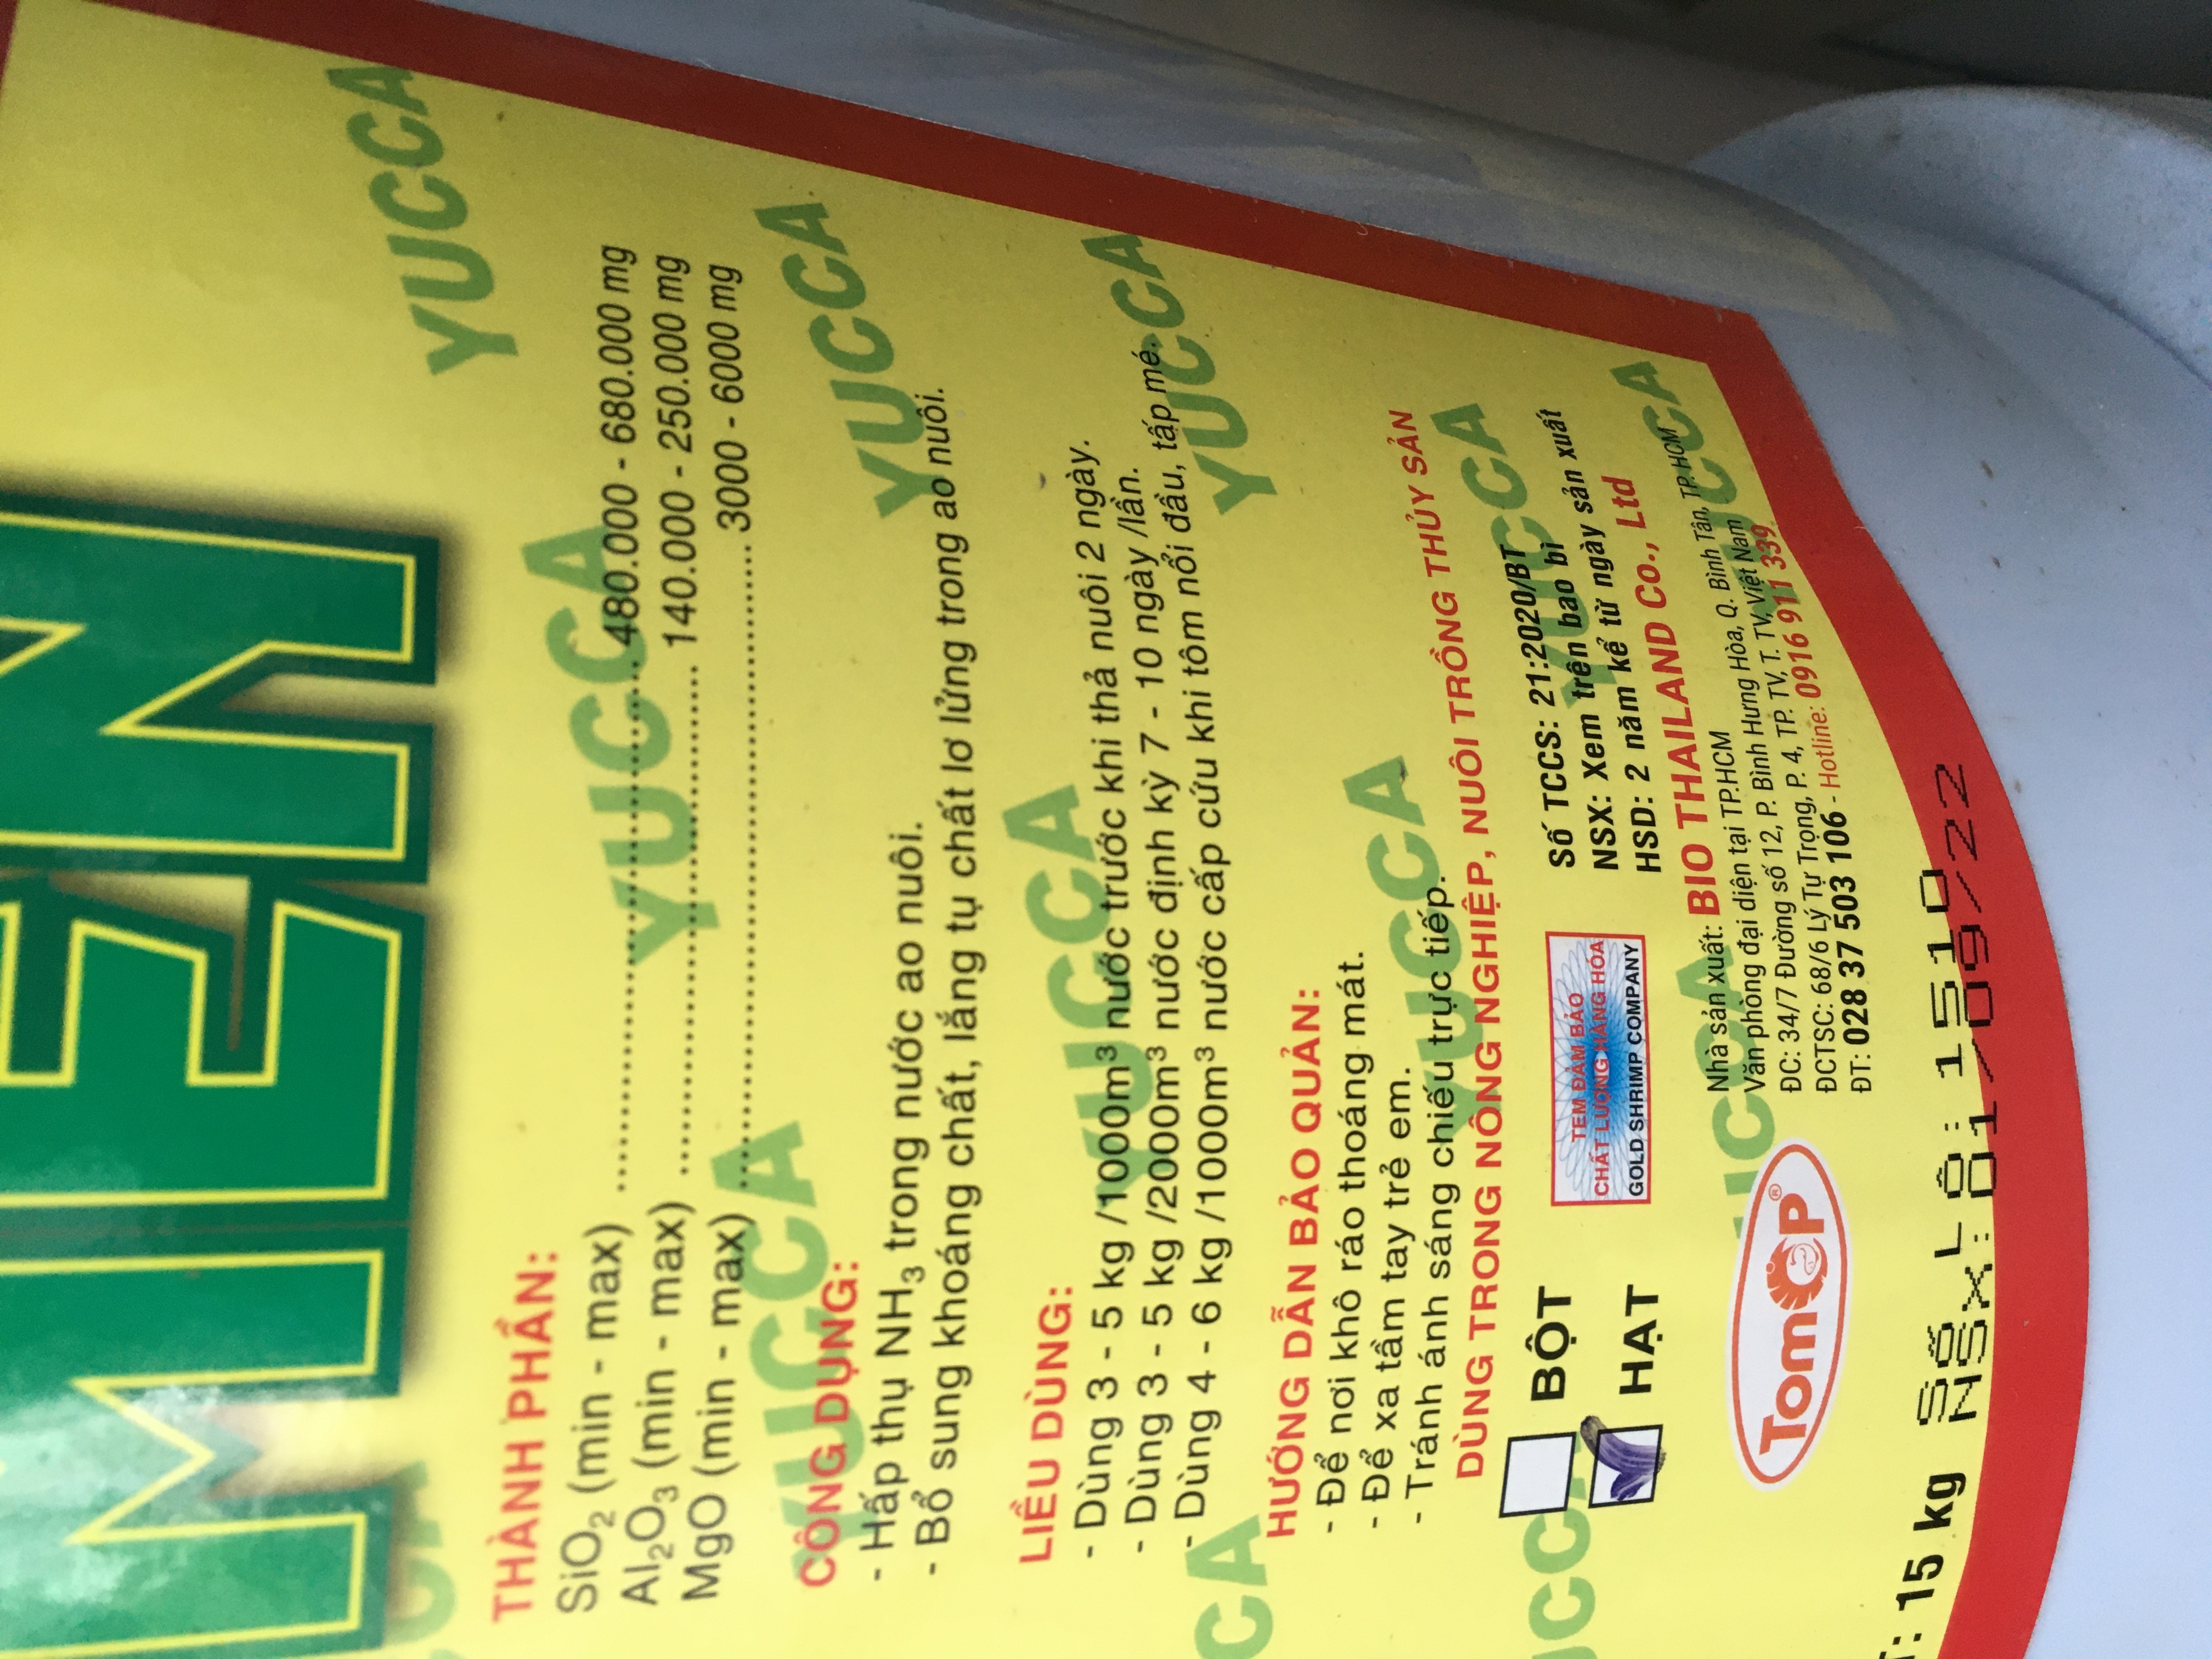 MIỀN
YUCCA
THÀNH PHẦN:
SiO₂ (min - max) 480.000 - 680.000 mg
Al₂O₃ (min - max) 140.000 - 250.000 mg
MgO (min - max) 3000 - 6000 mg
CÔNG DỤNG:
- Hấp thụ NH₃ trong nước ao nuôi.
- Bổ sung khoáng chất, lắng tụ chất lơ lửng trong ao nuôi.
LIỀU DÙNG:
- Dùng 3 - 5 kg /1000m³ nước trước khi thả nuôi 2 ngày.
- Dùng 3 - 5 kg /2000m³ nước định kỳ 7 - 10 ngày /lần.
- Dùng 4 - 6 kg /1000m³ nước cấp cứu khi tôm nổi đầu, tấp mé.
HƯỚNG DẪN BẢO QUẢN:
- Để nơi khô ráo thoáng mát.
- Để xa tầm tay trẻ em.
- Tránh ánh sáng chiếu trực tiếp.
DÙNG TRONG NÔNG NGHIỆP, NUÔI TRỒNG THỦY SẢN
BỘT
HẠT
TEM ĐẢM BẢO
CHẤT LƯỢNG HÀNG HÓA
GOLD SHRIMP COMPANY
Số TCCS: 21:2020/BT
NSX: Xem trên bao bì
HSD: 2 năm kể từ ngày sản xuất
Nhà sản xuất: BIO THAILAND Co., Ltd
Văn phòng đại diện tại TP.HCM
ĐC: 34/7 Đường số 12, P. Bình Hưng Hòa, Q. Bình Tân, TP.HCM
ĐCTSC: 68/6 Lý Tự Trọng, P. 4, TP. TV, T. TV, Việt Nam
ĐT: 028 37 503 106 - Hotline: 0916 911 339
TomOP®
15 kg
Số Lô: 1510
NSX: 01/09/22